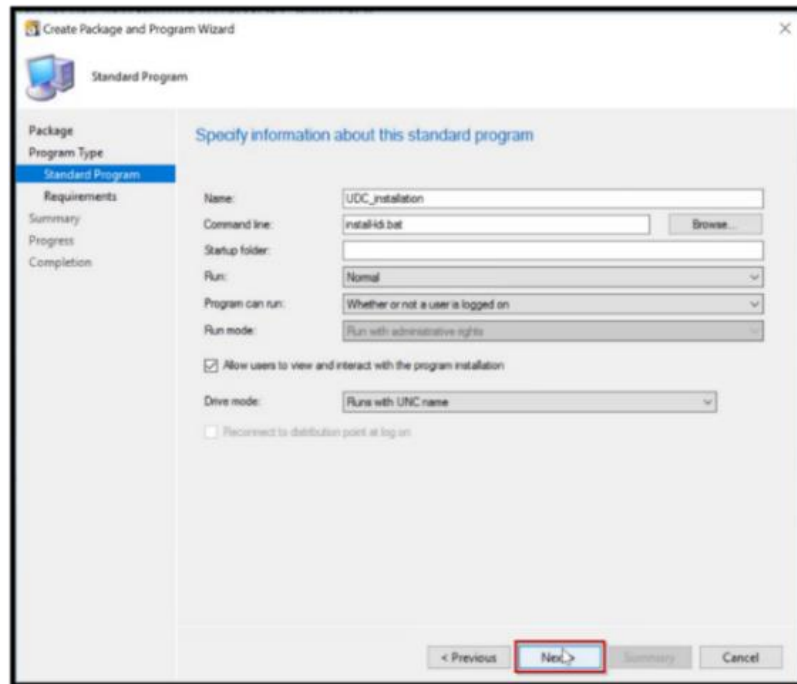 Create Package and Program Wizard
Standard Program
Package
Program Type
Standard Program
Requirements
Summary
Progress
Completion
Specify information about this standard program
Name: UDC_installation
Command line: install-ldi.bat Browse...
Startup folder:
Run: Normal
Program can run: Whether or not a user is logged on
Run mode: Run with administrative rights
Allow users to view and interact with the program installation
Drive mode: Runs with UNC name
Reconnect to distribution point at log on
< Previous Next > Summary Cancel